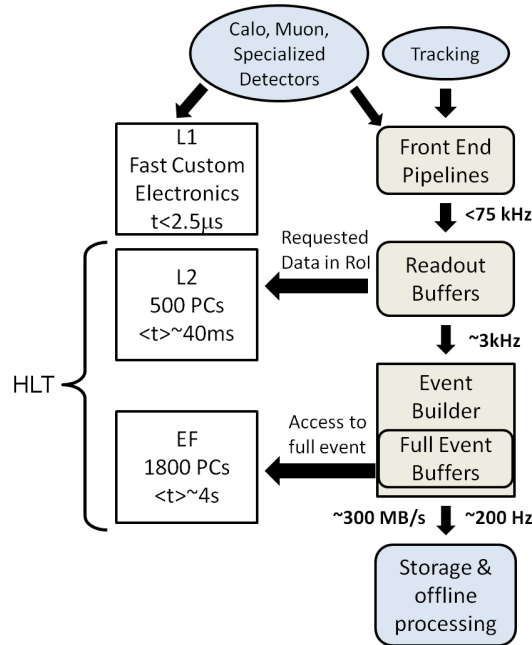 Calo, Muon,
Specialized
Detectors
Tracking
L1
Fast Custom
Electronics
t<2.5μs
Front End
Pipelines
<75 kHz
Requested
Data in RoI
Readout
Buffers
L2
500 PCs
<t>~40ms
~3kHz
HLT
Event
Builder
Full Event
Buffers
Access to
full event
EF
1800 PCs
<t>~4s
~300 MB/s
~200 Hz
Storage &
offline
processing